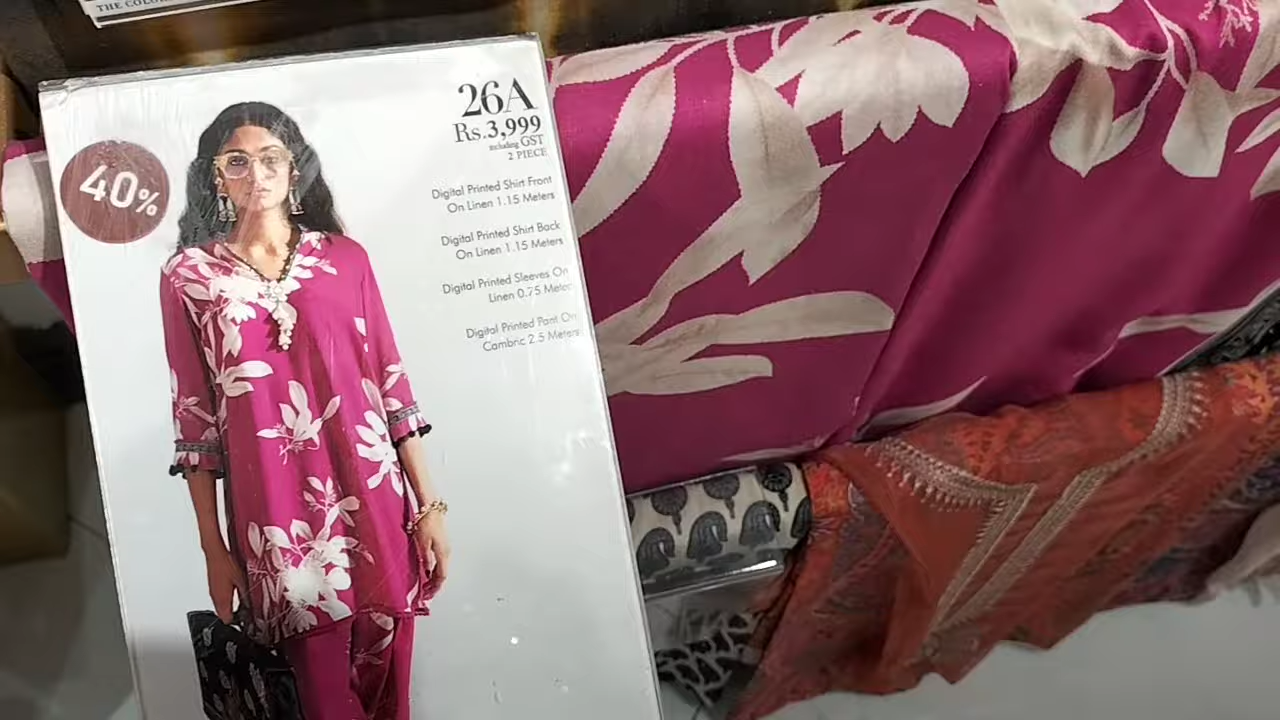 THE COLOR
40%
26A
Rs.3,999
including GST
2 PIECE
Digital Printed Shirt Front
On Linen 1.15 Meters
Digital Printed Shirt Back
On Linen 1.15 Meters
Digital Printed Sleeves On
Linen 0.75 Meter
Digital Printed Pant On
Cambric 2.5 Meters